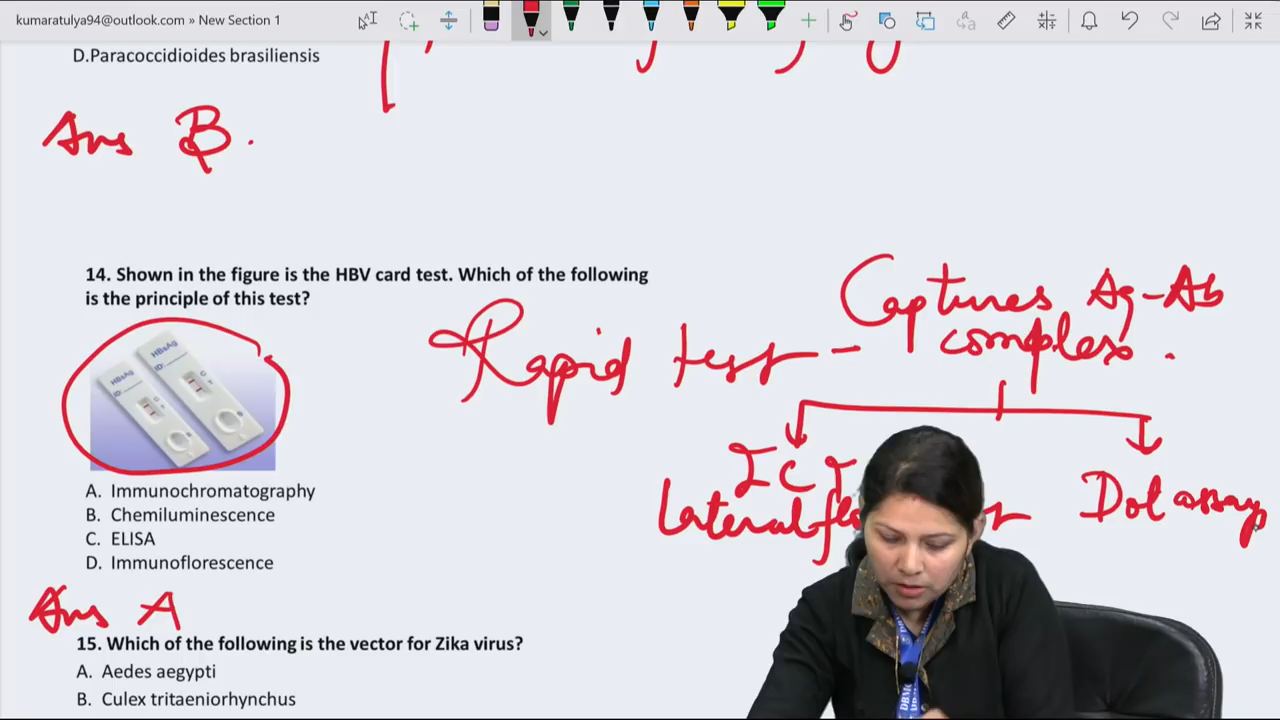 kumaratulya94@outlook.com » New Section 1
D.Paracoccidioides brasiliensis
Ans B.
14. Shown in the figure is the HBV card test. Which of the following
is the principle of this test?
HBsAg
ID:
C
T
HBsAg
ID:
C
T
Rapid test - Captures Ag-Ab
complex.
ICT
Lateral
Dot assay
A. Immunochromatography
B. Chemiluminescence
C. ELISA
D. Immunoflorescence
Ans A
15. Which of the following is the vector for Zika virus?
A. Aedes aegypti
B. Culex tritaeniorhynchus